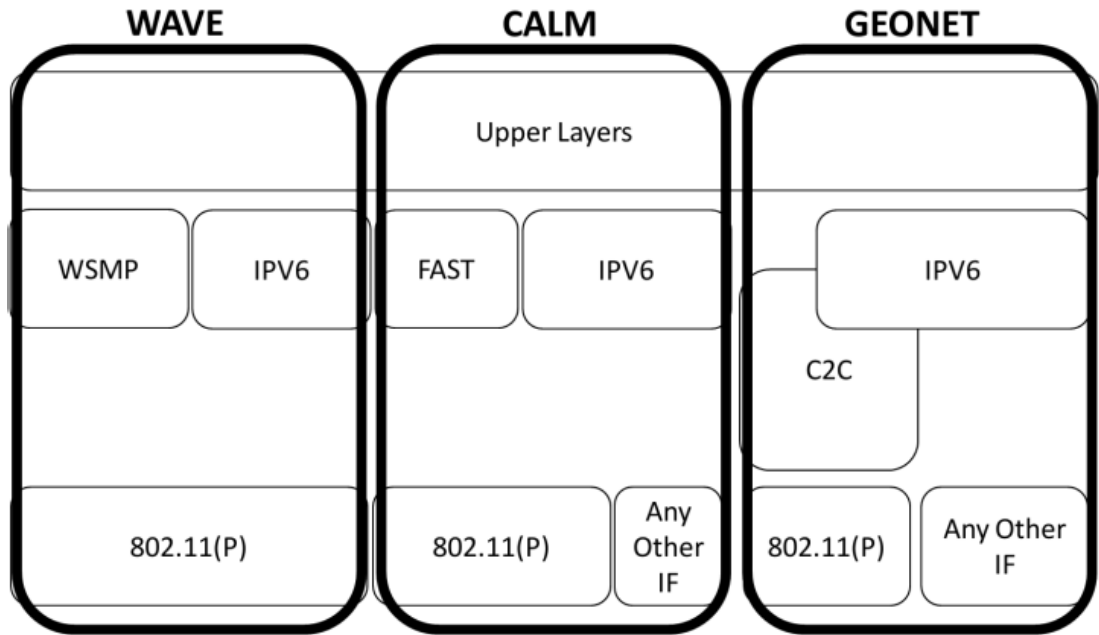 WAVE
CALM
GEONET
Upper Layers
WSMP
IPV6
FAST
IPV6
IPV6
C2C
802.11(P)
802.11(P)
Any
Other
IF
802.11(P)
Any Other
IF